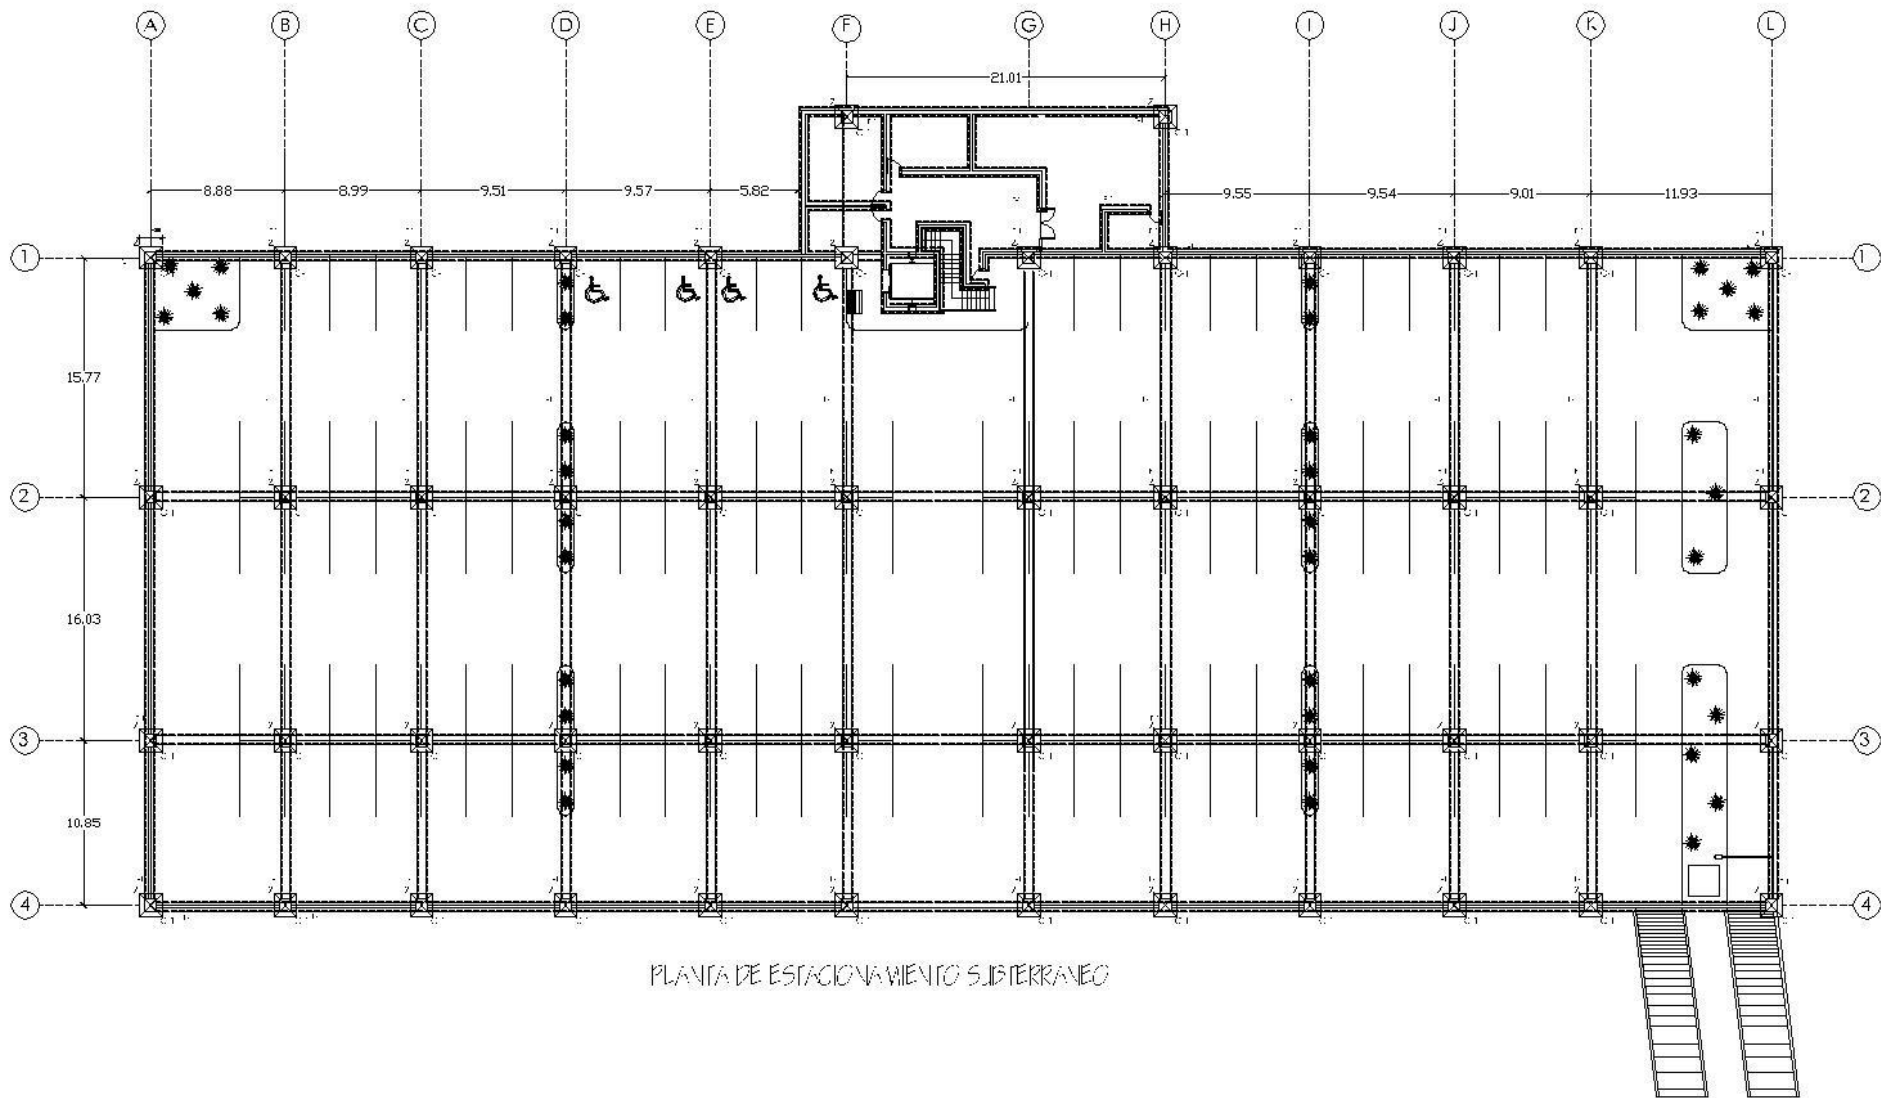 A B C D E F G H I J K L
21.01
8.88 8.99 9.51 9.57 5.82 9.55 9.54 9.01 11.93
1 1
15.77
2 2
16.03
3 3
10.85
4 4
PLANTA DE ESTACIONAMIENTO SUBTERRANEO